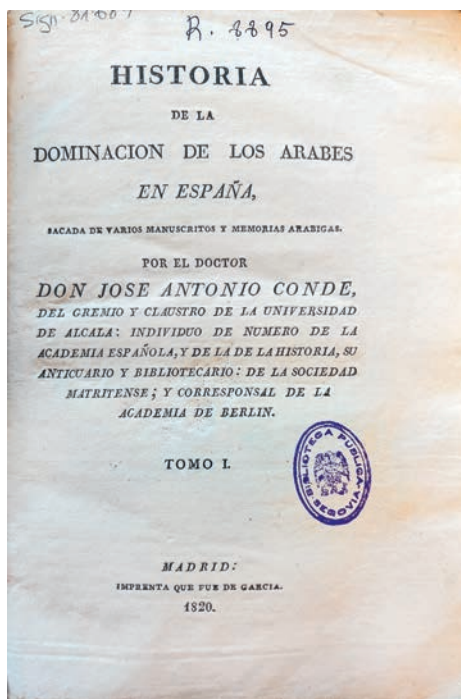 R. 8895
HISTORIA
DE LA
DOMINACION DE LOS ARABES
EN ESPAÑA,
SACADA DE VARIOS MANUSCRITOS Y MEMORIAS ARABIGAS.
POR EL DOCTOR
DON JOSE ANTONIO CONDE,
DEL GREMIO Y CLAUSTRO DE LA UNIVERSIDAD
DE ALCALA: INDIVIDUO DE NUMERO DE LA
ACADEMIA ESPAÑOLA, Y DE LA DE LA HISTORIA, SU
ANTICUARIO Y BIBLIOTECARIO: DE LA SOCIEDAD
MATRITENSE; Y CORRESPONSAL DE LA
ACADEMIA DE BERLIN.
TOMO I.
BIBLIOTECA PUBLICA
SEGOVIA
MADRID:
IMPRENTA QUE FUE DE GARCIA.
1820.